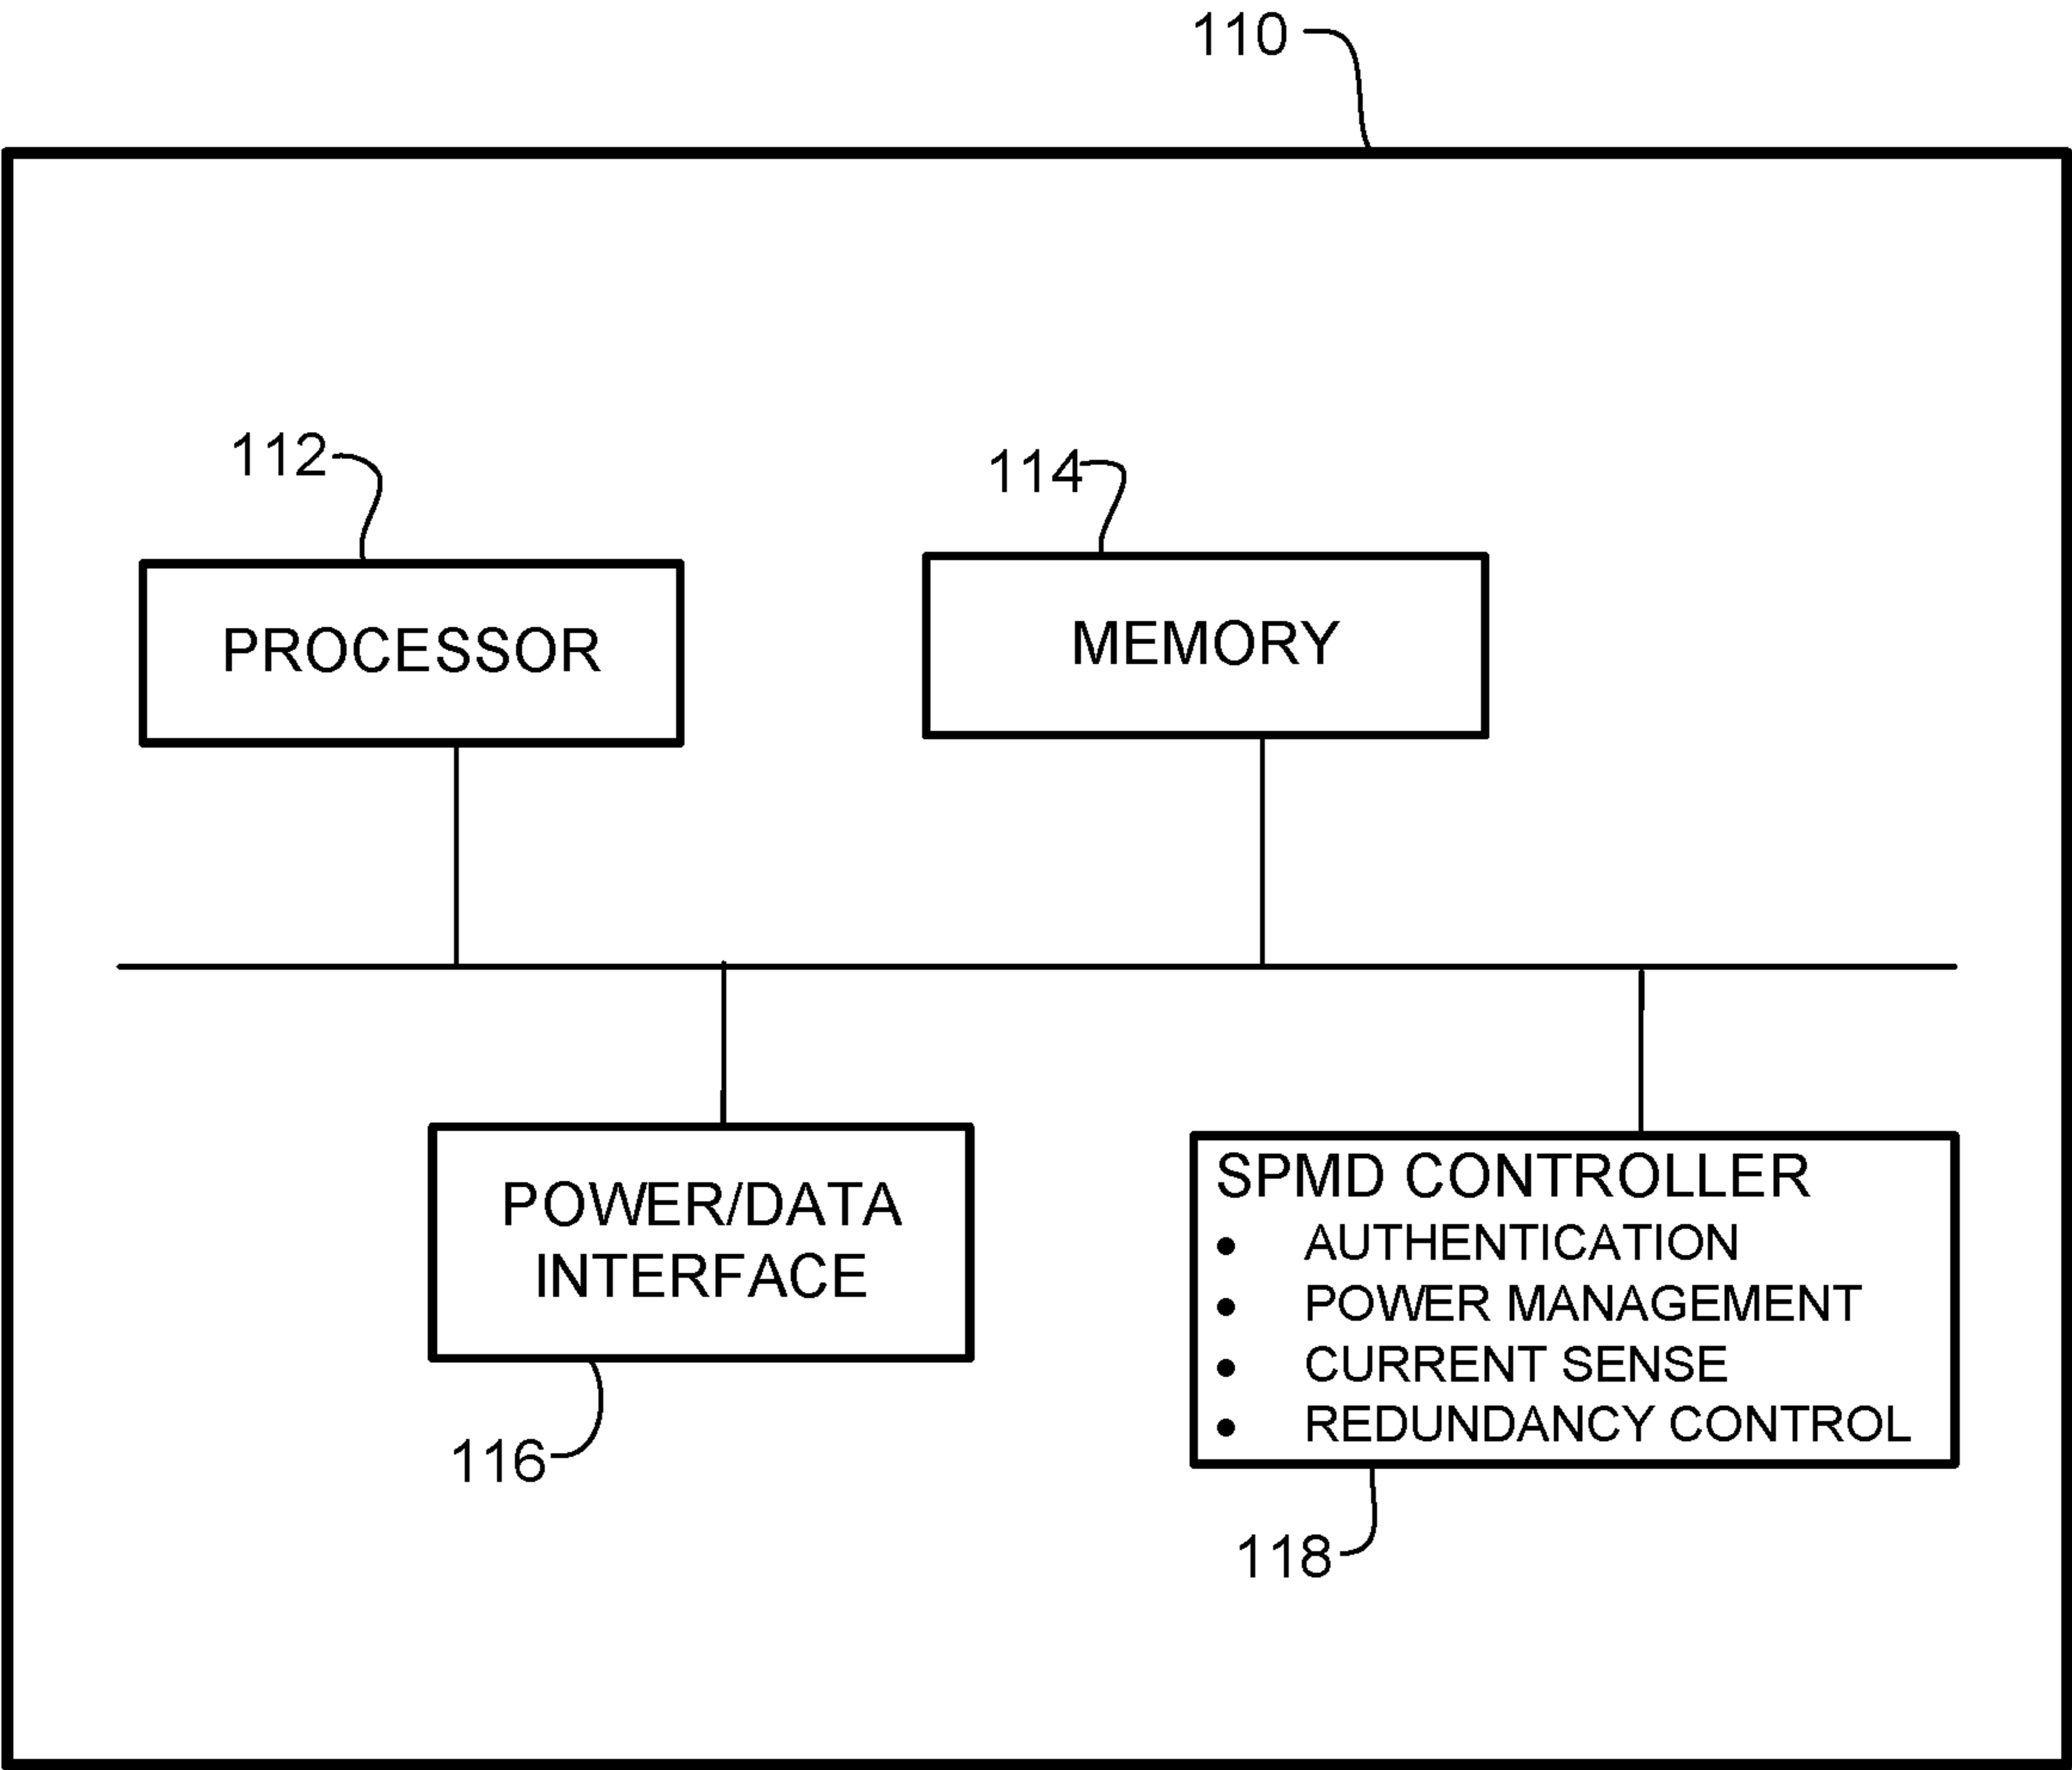 110
112
114
PROCESSOR
MEMORY
POWER/DATA
INTERFACE
116
SPMD CONTROLLER
• AUTHENTICATION
• POWER MANAGEMENT
• CURRENT SENSE
• REDUNDANCY CONTROL
118